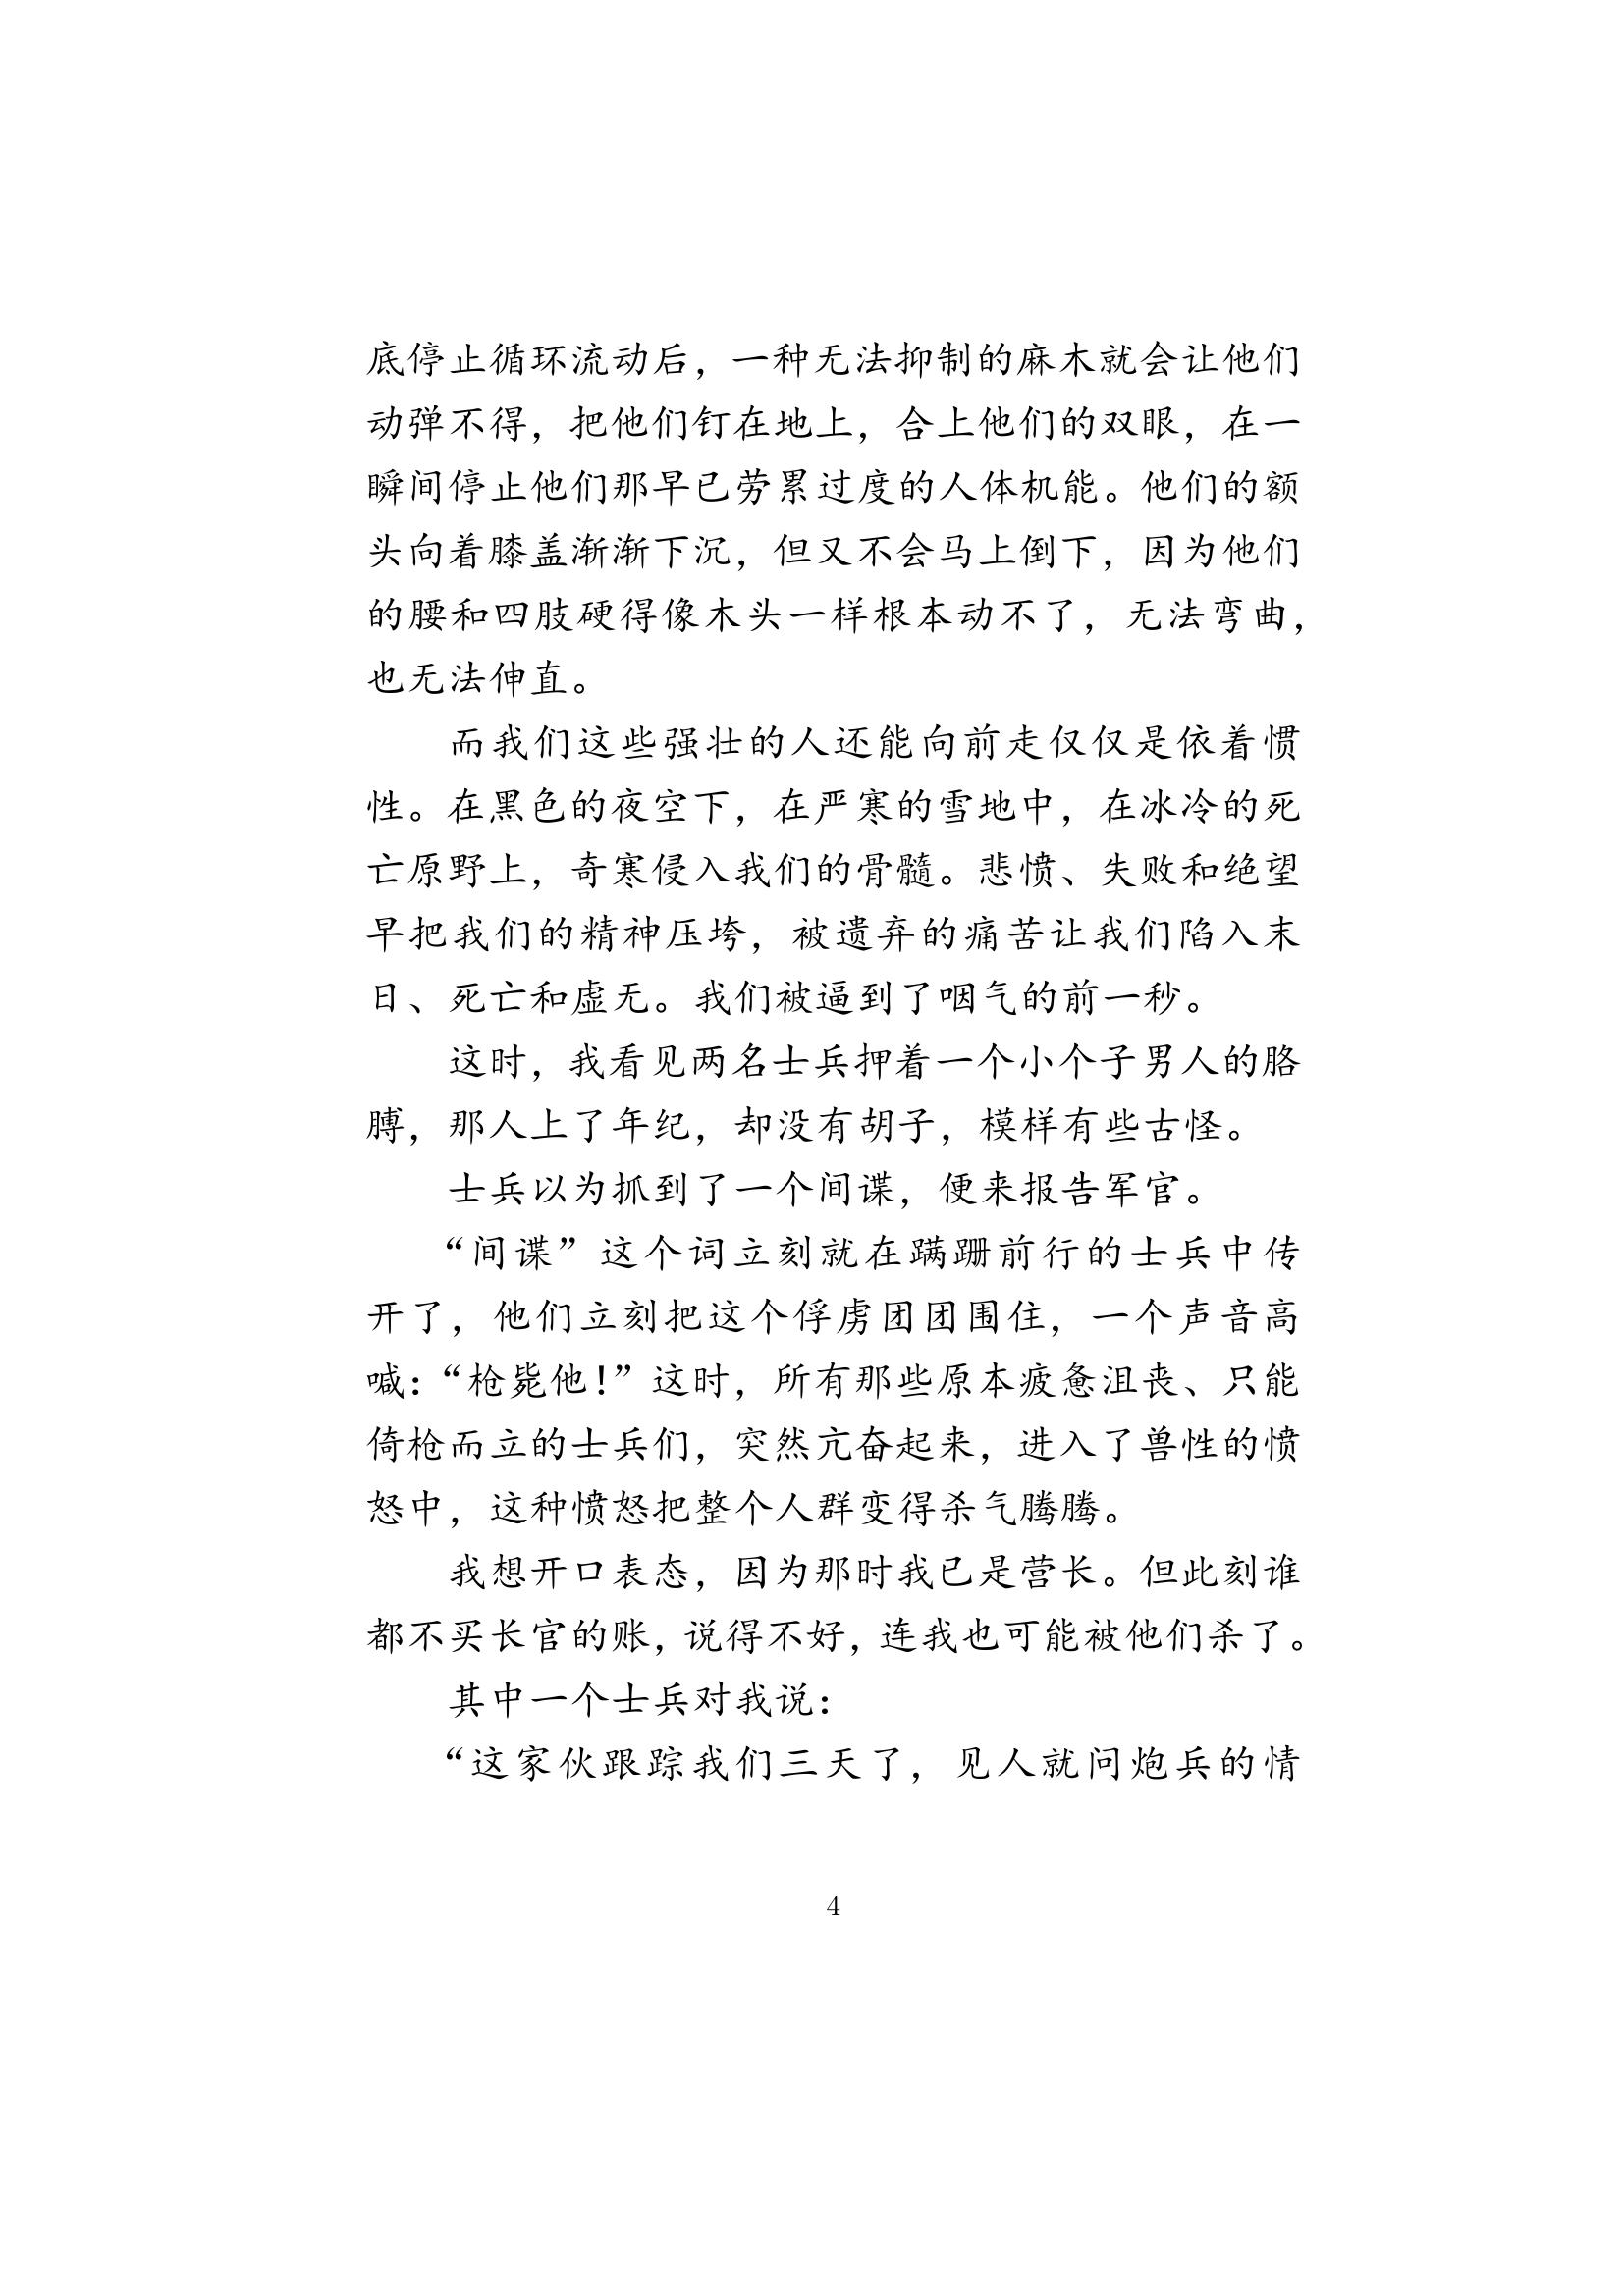 底停止循环流动后，一种无法抑制的麻木就会让他们
动弹不得，把他们钉在地上，合上他们的双眼，在一
瞬间停止他们那早已劳累过度的人体机能。他们的额
头向着膝盖渐渐下沉，但又不会马上倒下，因为他们
的腰和四肢硬得像木头一样根本动不了，无法弯曲，
也无法伸直。
而我们这些强壮的人还能向前走仅仅是依着惯
性。在黑色的夜空下，在严寒的雪地中，在冰冷的死
亡原野上，奇寒侵入我们的骨髓。悲愤、失败和绝望
早把我们的精神压垮，被遗弃的痛苦让我们陷入末
日、死亡和虚无。我们被逼到了咽气的前一秒。
这时，我看见两名士兵押着一个小个子男人的胳
膊，那人上了年纪，却没有胡子，模样有些古怪。
士兵以为抓到了一个间谍，便来报告军官。
“间谍”这个词立刻就在蹒跚前行的士兵中传
开了，他们立刻把这个俘虏团团围住，一个声音高
喊：“枪毙他！”这时，所有那些原本疲惫沮丧、只能
倚枪而立的士兵们，突然亢奋起来，进入了兽性的愤
怒中，这种愤怒把整个人群变得杀气腾腾。
我想开口表态，因为那时我已是营长。但此刻谁
都不买长官的账，说得不好，连我也可能被他们杀了。
其中一个士兵对我说：
“这家伙跟踪我们三天了，见人就问炮兵的情
4